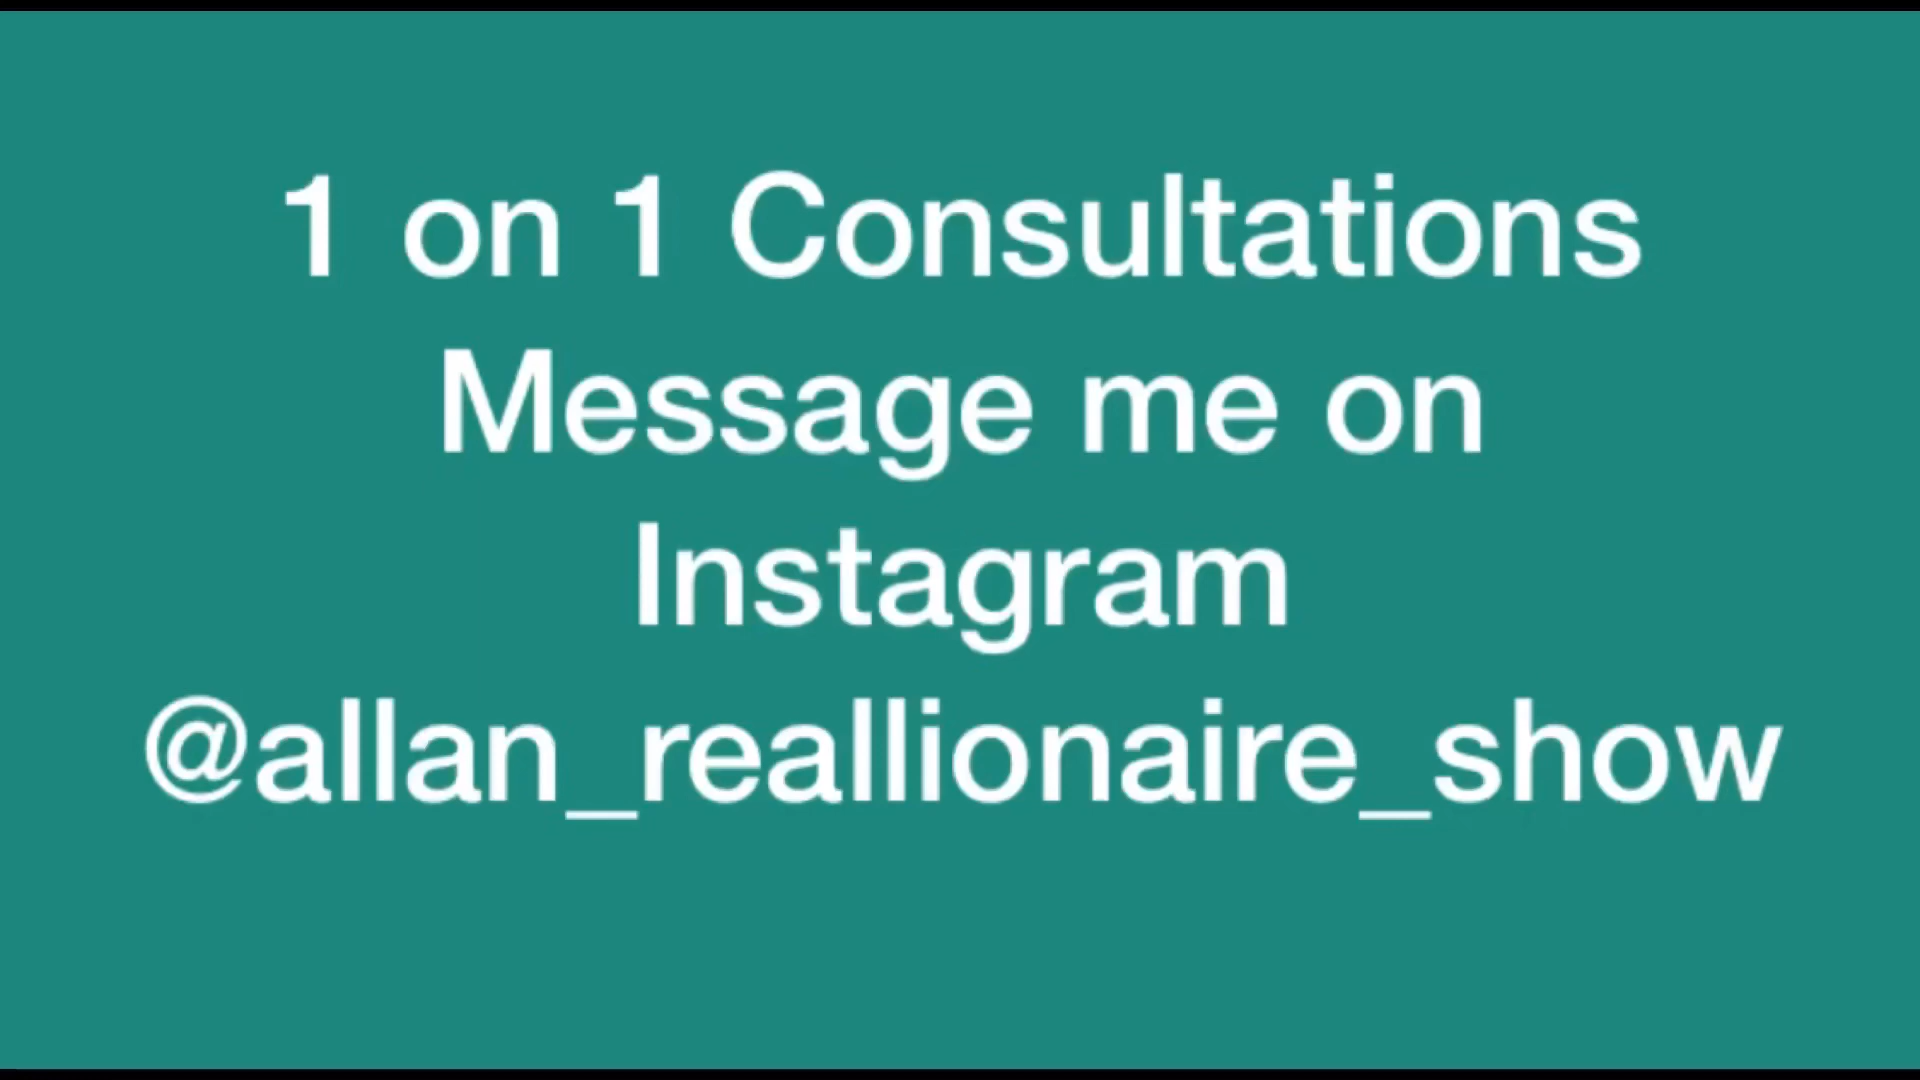 1 on 1 Consultations
Message me on
Instagram
@allan_reallionaire_show